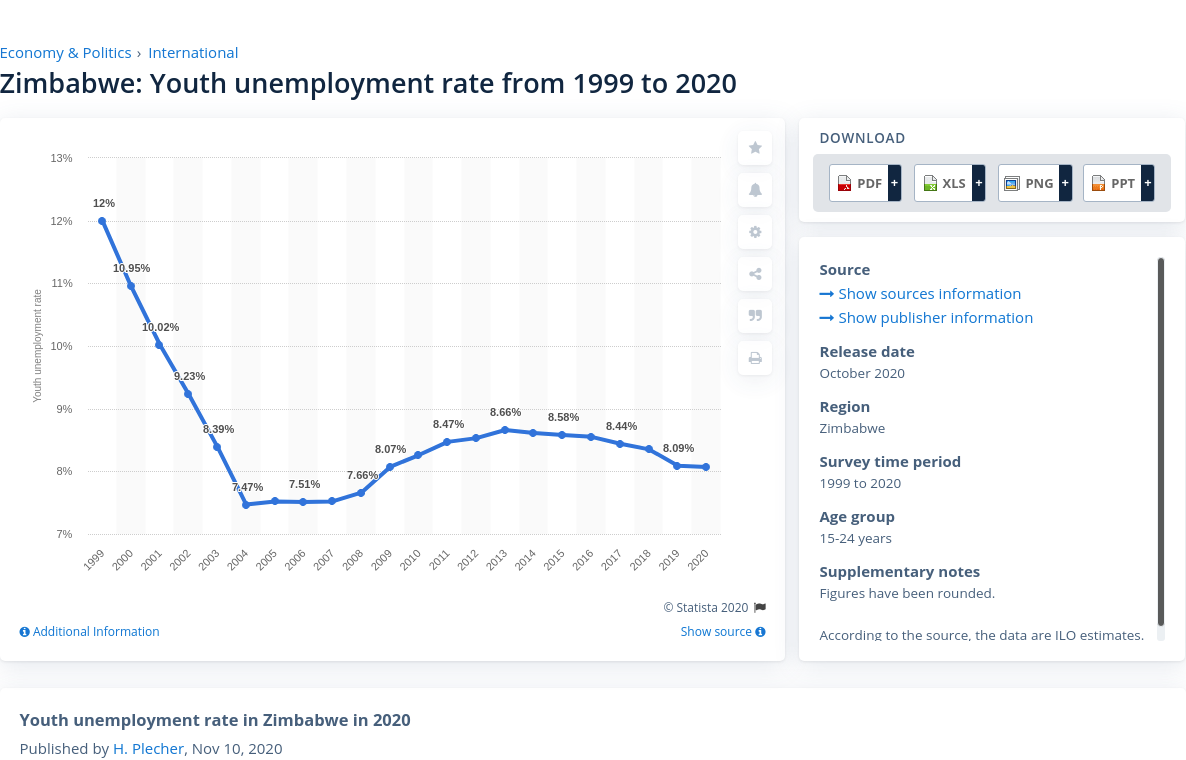 Economy & Politics › International
Zimbabwe: Youth unemployment rate from 1999 to 2020
13%
12%
11%
10%
9%
8%
7%
Youth unemployment rate
12%
10.95%
10.02%
9.23%
8.39%
7.47%
7.51%
7.66%
8.07%
8.47%
8.66%
8.58%
8.44%
8.09%
1999
2000
2001
2002
2003
2004
2005
2006
2007
2008
2009
2010
2011
2012
2013
2014
2015
2016
2017
2018
2019
2020
© Statista 2020
Additional Information
Show source
DOWNLOAD
PDF + XLS + PNG + PPT +
Source
Show sources information
Show publisher information
Release date
October 2020
Region
Zimbabwe
Survey time period
1999 to 2020
Age group
15-24 years
Supplementary notes
Figures have been rounded.
According to the source, the data are ILO estimates.
Youth unemployment rate in Zimbabwe in 2020
Published by H. Plecher, Nov 10, 2020